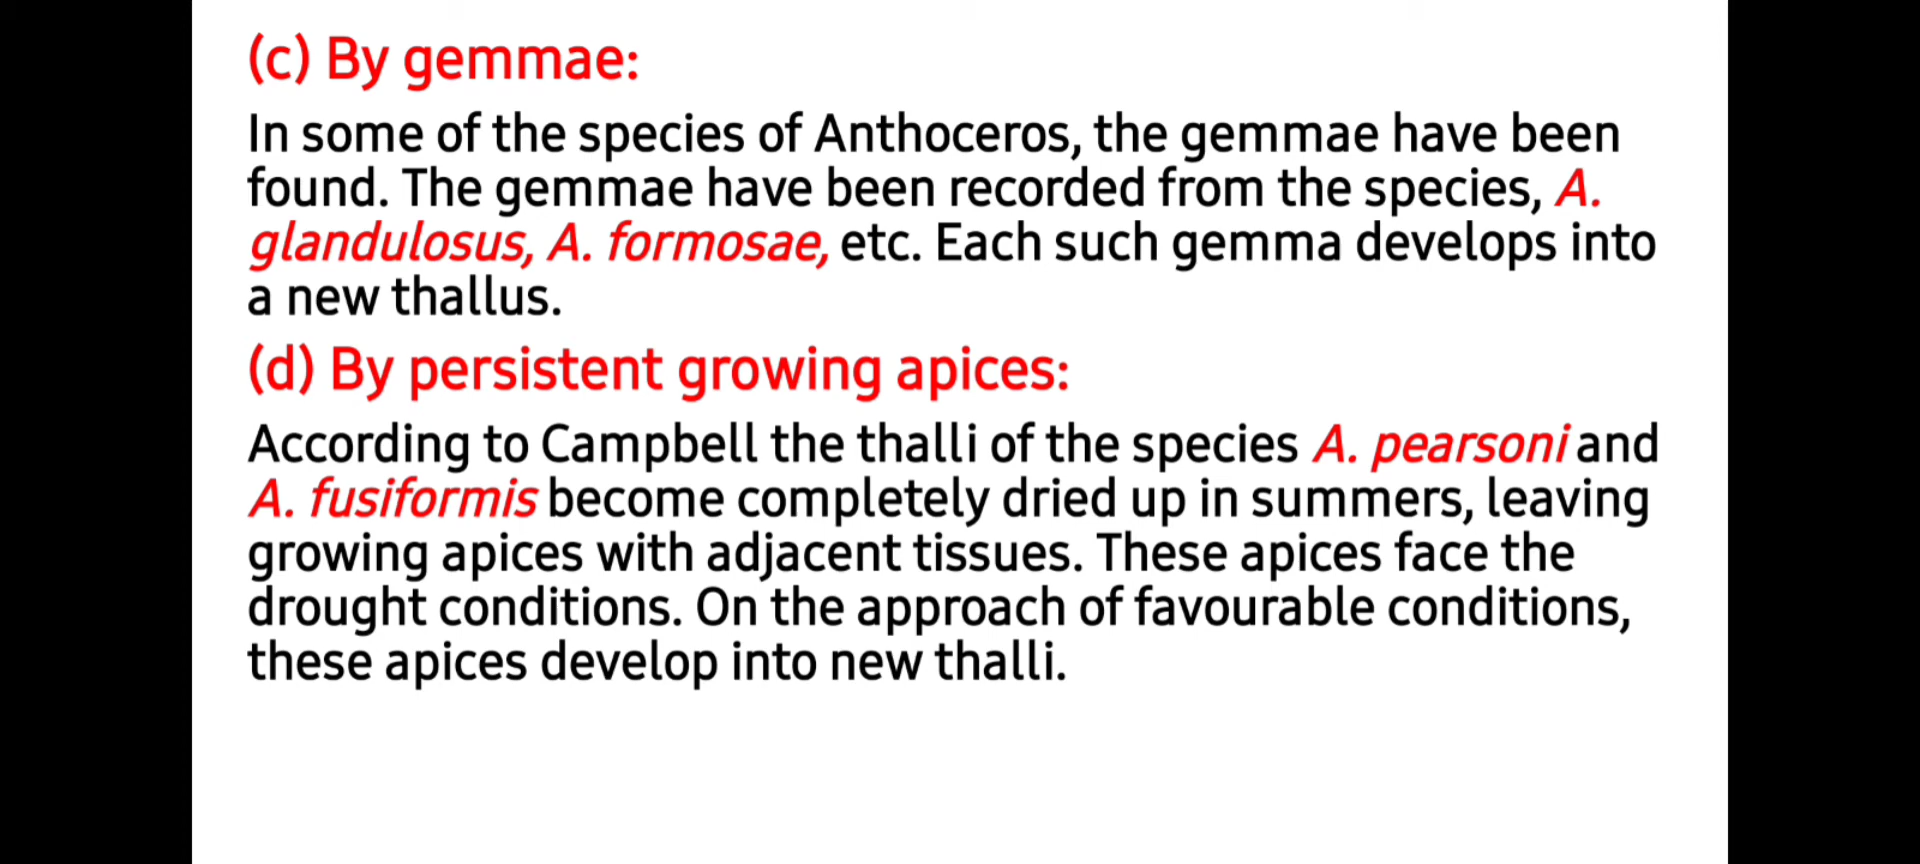 (c) By gemmae:
In some of the species of Anthoceros, the gemmae have been
found. The gemmae have been recorded from the species, A.
glandulosus, A. formosae, etc. Each such gemma develops into
a new thallus.
(d) By persistent growing apices:
According to Campbell the thalli of the species A. pearsoni and
A. fusiformis become completely dried up in summers, leaving
growing apices with adjacent tissues. These apices face the
drought conditions. On the approach of favourable conditions,
these apices develop into new thalli.